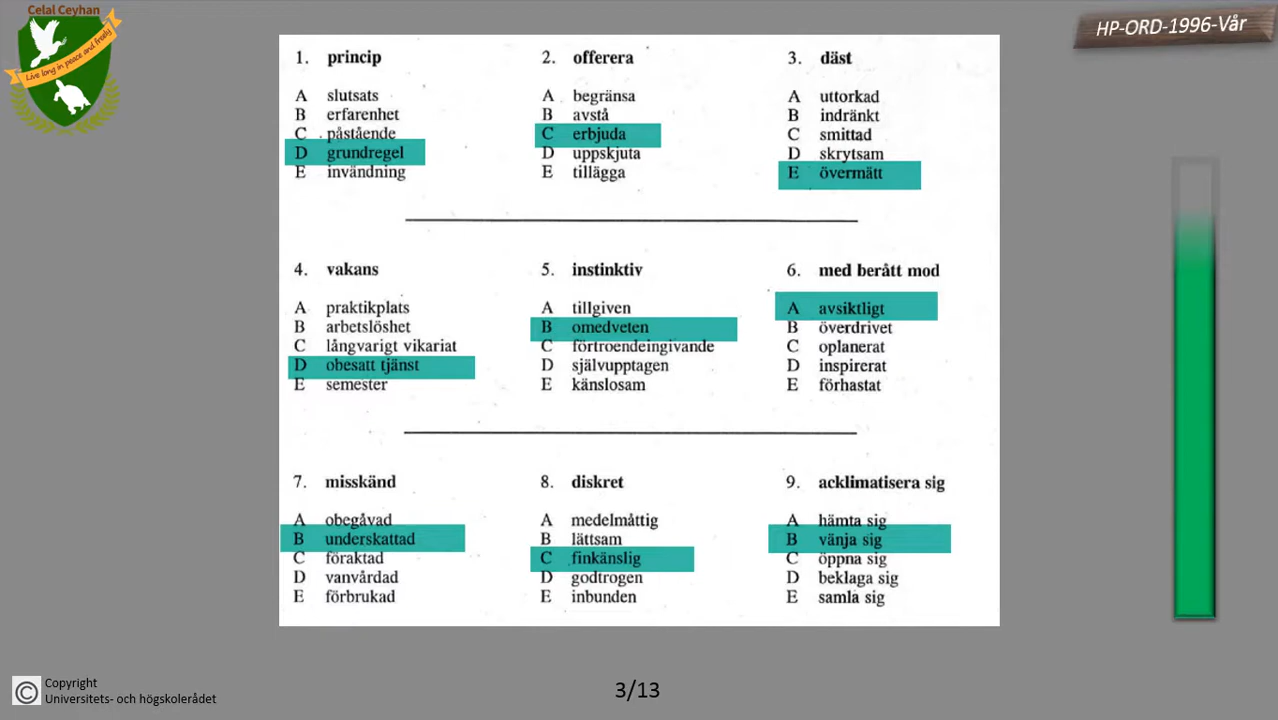 Celal Ceyhan
Live long in peace and freely
HP-ORD-1996-Vår
1. princip
A slutsats
B erfarenhet
C påstående
D grundregel
E invändning
2. offerera
A begränsa
B avstå
C erbjuda
D uppskjuta
E tillägga
3. däst
A uttorkad
B indränkt
C smittad
D skrytsam
E övermätt
4. vakans
A praktikplats
B arbetslöshet
C långvarigt vikariat
D obesatt tjänst
E semester
5. instinktiv
A tillgiven
B omedveten
C förtroendeingivande
D självupptagen
E känslosam
6. med berått mod
A avsiktligt
B överdrivet
C oplanerat
D inspirerat
E förhastat
7. misskänd
A obegåvad
B underskattad
C föraktad
D vanvårdad
E förbrukad
8. diskret
A medelmåttig
B lättsam
C finkänslig
D godtrogen
E inbunden
9. acklimatisera sig
A hämta sig
B vänja sig
C öppna sig
D beklaga sig
E samla sig
© Copyright
Universitets- och högskolerådet
3/13